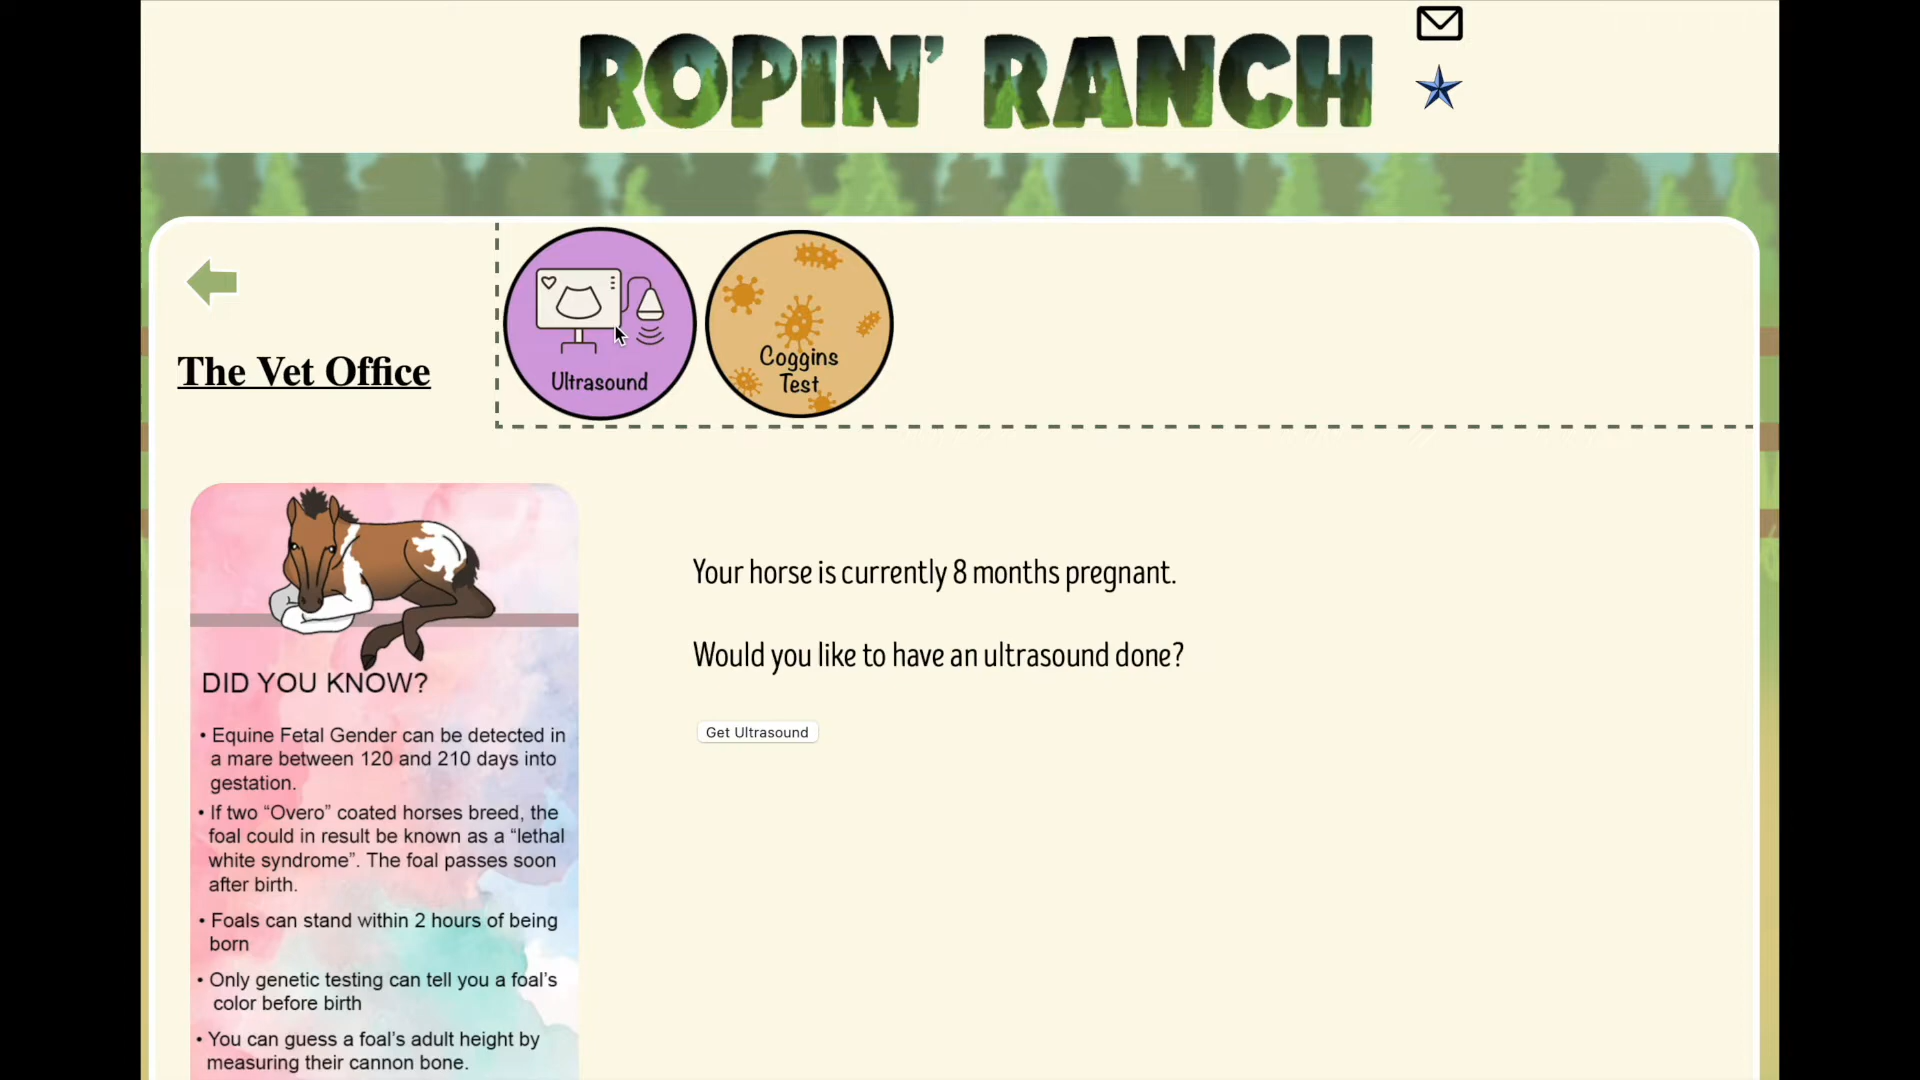 ROPIN' RANCH
The Vet Office
Ultrasound
Coggins
Test
Your horse is currently 8 months pregnant.
Would you like to have an ultrasound done?
Get Ultrasound
DID YOU KNOW?
• Equine Fetal Gender can be detected in
a mare between 120 and 210 days into
gestation.
• If two “Overo” coated horses breed, the
foal could in result be known as a “lethal
white syndrome”. The foal passes soon
after birth.
• Foals can stand within 2 hours of being
born
• Only genetic testing can tell you a foal’s
color before birth
• You can guess a foal’s adult height by
measuring their cannon bone.